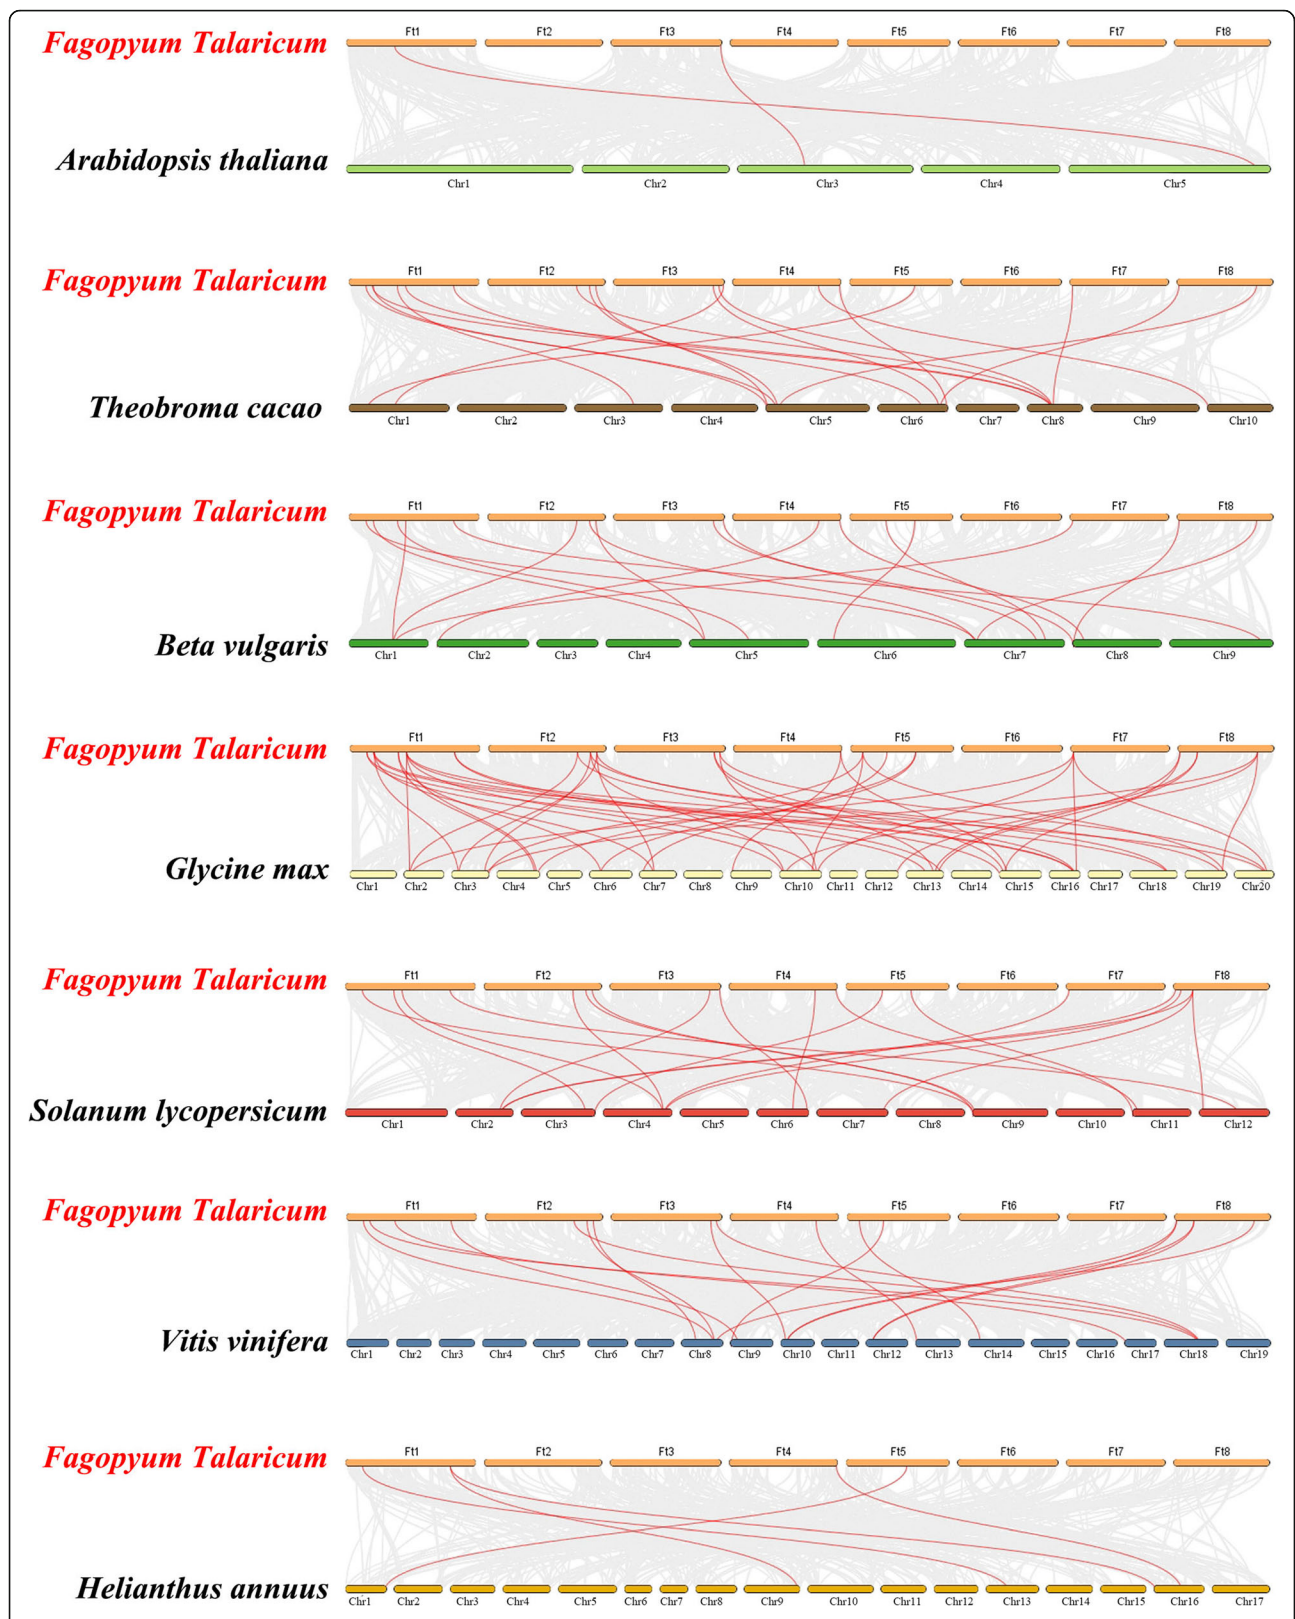 Ft1 Ft2 Ft3 Ft4 Ft5 Ft6 Ft7 Ft8
Fagopyum Talaricum
Arabidopsis thaliana
Chr1 Chr2 Chr3 Chr4 Chr5
Ft1 Ft2 Ft3 Ft4 Ft5 Ft6 Ft7 Ft8
Fagopyum Talaricum
Theobroma cacao
Chr1 Chr2 Chr3 Chr4 Chr5 Chr6 Chr7 Chr8 Chr9 Chr10
Ft1 Ft2 Ft3 Ft4 Ft5 Ft6 Ft7 Ft8
Fagopyum Talaricum
Beta vulgaris
Chr1 Chr2 Chr3 Chr4 Chr5 Chr6 Chr7 Chr8 Chr9
Ft1 Ft2 Ft3 Ft4 Ft5 Ft6 Ft7 Ft8
Fagopyum Talaricum
Glycine max
Chr1 Chr2 Chr3 Chr4 Chr5 Chr6 Chr7 Chr8 Chr9 Chr10 Chr11 Chr12 Chr13 Chr14 Chr15 Chr16 Chr17 Chr18 Chr19 Chr20
Ft1 Ft2 Ft3 Ft4 Ft5 Ft6 Ft7 Ft8
Fagopyum Talaricum
Solanum lycopersicum
Chr1 Chr2 Chr3 Chr4 Chr5 Chr6 Chr7 Chr8 Chr9 Chr10 Chr11 Chr12
Ft1 Ft2 Ft3 Ft4 Ft5 Ft6 Ft7 Ft8
Fagopyum Talaricum
Vitis vinifera
Chr1 Chr2 Chr3 Chr4 Chr5 Chr6 Chr7 Chr8 Chr9 Chr10 Chr11 Chr12 Chr13 Chr14 Chr15 Chr16 Chr17 Chr18 Chr19
Ft1 Ft2 Ft3 Ft4 Ft5 Ft6 Ft7 Ft8
Fagopyum Talaricum
Helianthus annuus
Chr1 Chr2 Chr3 Chr4 Chr5 Chr6 Chr7 Chr8 Chr9 Chr10 Chr11 Chr12 Chr13 Chr14 Chr15 Chr16 Chr17